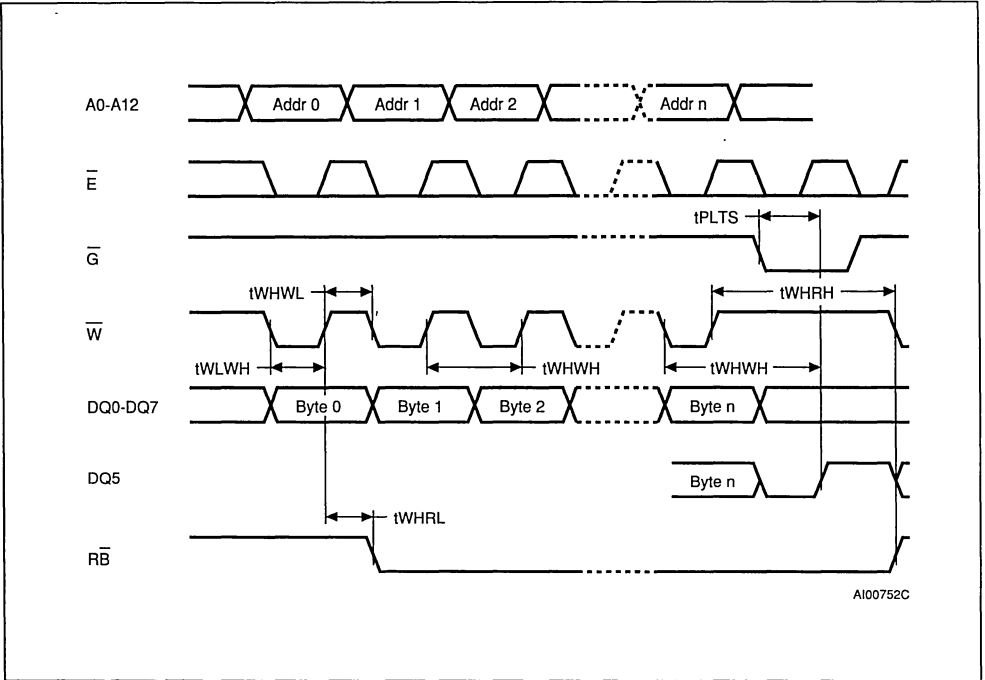 A0-A12 Addr 0 Addr 1 Addr 2 Addr n
E̅
tPLTS
G̅
tWHWL tWHRH
W̅
tWLWH tWHWH tWHWH
DQ0-DQ7 Byte 0 Byte 1 Byte 2 Byte n
DQ5 Byte n
tWHRL
RB̅
AI00752C